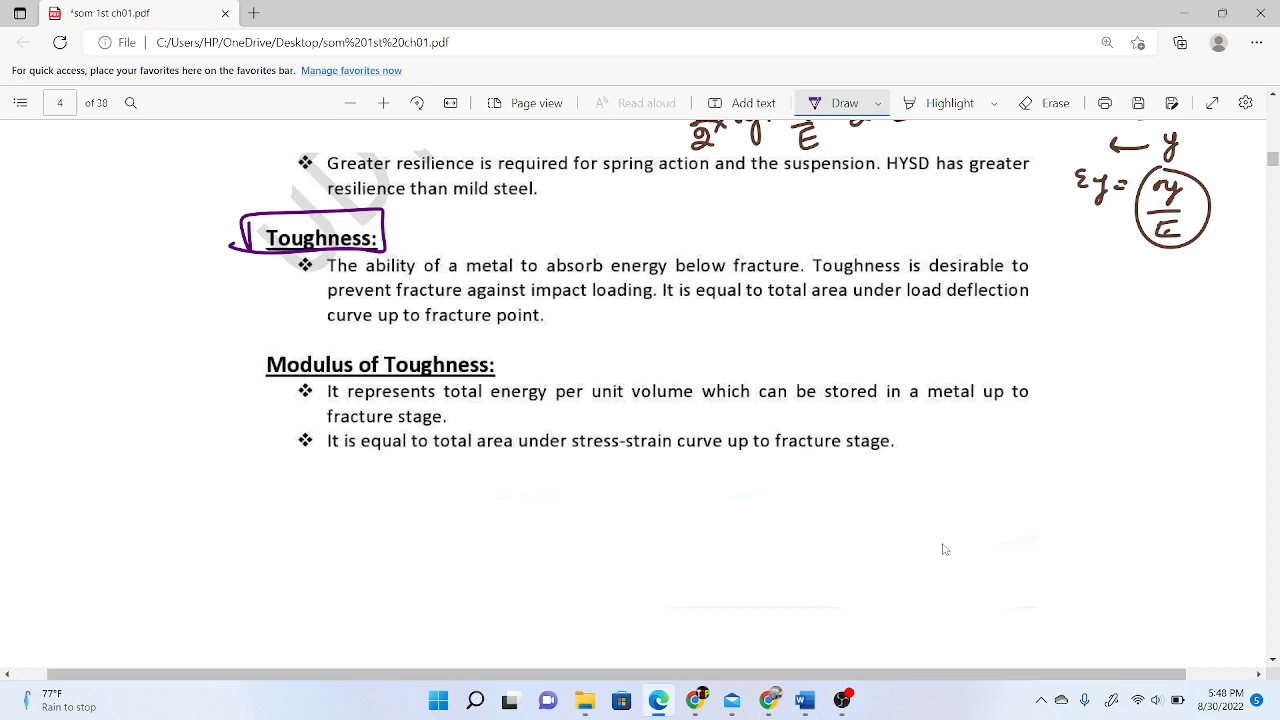 *som 1st ch01.pdf
File C:/Users/HP/OneDrive/Desktop/som%201st%20ch01.pdf
For quick access, place your favorites here on the favorites bar. Manage favorites now
4 of 38 Page view Read aloud Add text Draw Highlight Erase
2 E
❖ Greater resilience is required for spring action and the suspension. HYSD has greater
resilience than mild steel.
← y
εy = σy
E
Toughness:
❖ The ability of a metal to absorb energy below fracture. Toughness is desirable to
prevent fracture against impact loading. It is equal to total area under load deflection
curve up to fracture point.
Modulus of Toughness:
❖ It represents total energy per unit volume which can be stored in a metal up to
fracture stage.
❖ It is equal to total area under stress-strain curve up to fracture stage.
77°F
Rain to stop
5:48 PM
8/30/2022
5